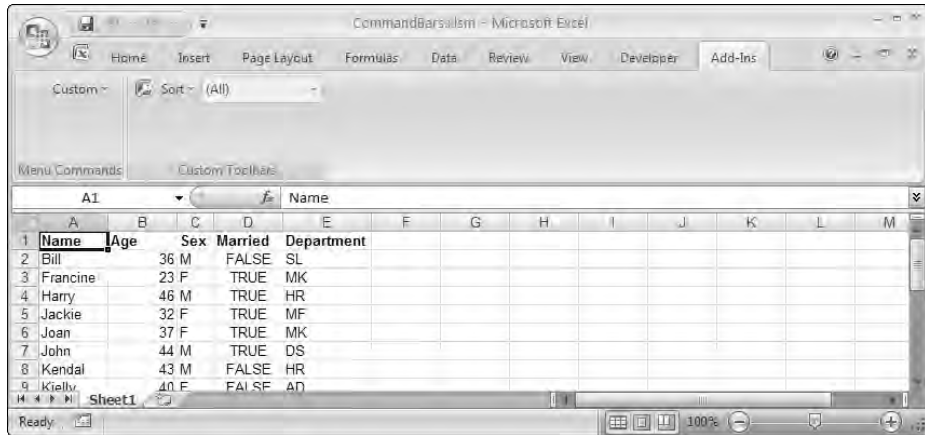 CommandBars.xlsm - Microsoft Excel
Home Insert Page Layout Formulas Data Review View Developer Add-Ins
Custom Sort (All)
Menu Commands Custom Toolbars
A1 fx Name
A B C D E F G H I J K L M
1 Name Age Sex Married Department
2 Bill 36 M FALSE SL
3 Francine 23 F TRUE MK
4 Harry 46 M TRUE HR
5 Jackie 32 F TRUE MF
6 Joan 37 F TRUE MK
7 John 44 M TRUE DS
8 Kendal 43 M FALSE HR
9 Kielly 40 F FALSE AD
Sheet1
Ready 100%